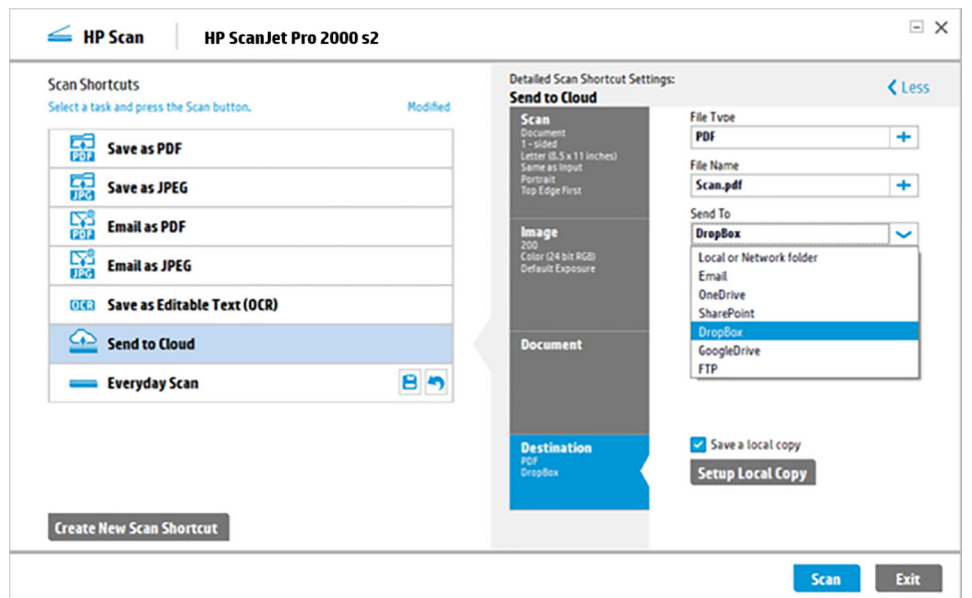 HP Scan
HP ScanJet Pro 2000 s2
Scan Shortcuts
Select a task and press the Scan button.
Modified
PDF
Save as PDF
JPG
Save as JPEG
PDF
Email as PDF
JPG
Email as JPEG
OCR
Save as Editable Text (OCR)
Send to Cloud
Everyday Scan
Create New Scan Shortcut
Detailed Scan Shortcut Settings:
Send to Cloud
Less
Scan
Document
1-sided
Letter (8.5 x 11 inches)
Same as Input
Portrait
Top Edge First
Image
200
Color (24 bit RGB)
Default Exposure
Document
Destination
PDF
DropBox
File Type
PDF
File Name
Scan.pdf
Send To
DropBox
Local or Network folder
Email
OneDrive
SharePoint
DropBox
GoogleDrive
FTP
Save a local copy
Setup Local Copy
Scan
Exit